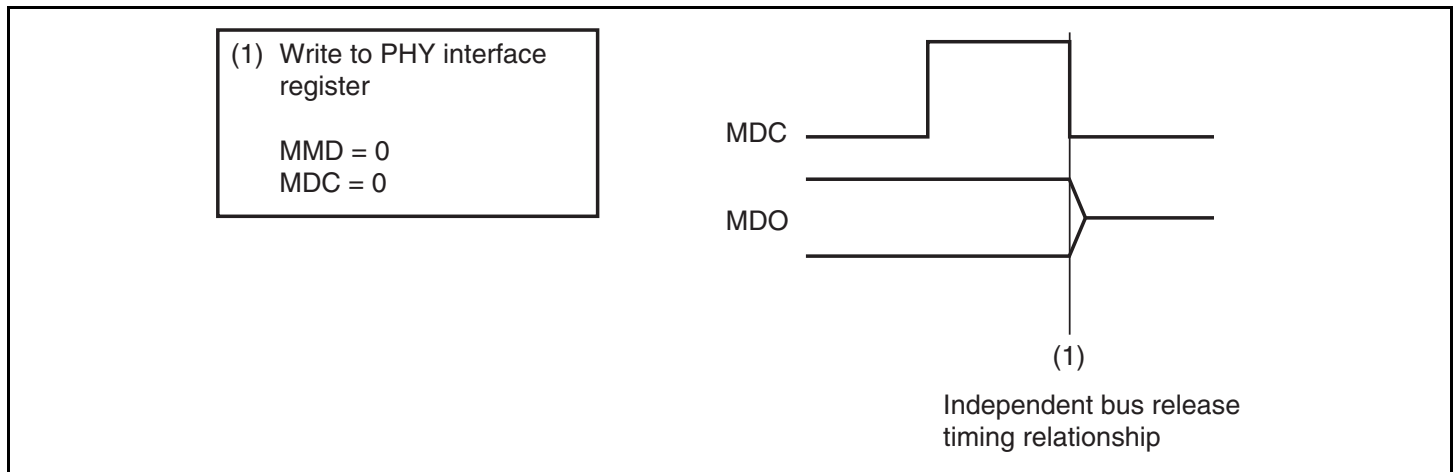 (1) Write to PHY interface
register
MMD = 0
MDC = 0
MDC
MDO
(1)
Independent bus release
timing relationship